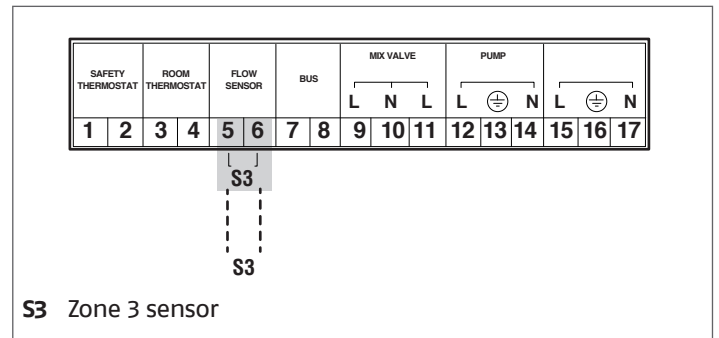 SAFETY THERMOSTAT ROOM THERMOSTAT FLOW SENSOR BUS MIX VALVE PUMP
L N L L N L N
1 2 3 4 5 6 7 8 9 10 11 12 13 14 15 16 17
S3
S3
S3 Zone 3 sensor